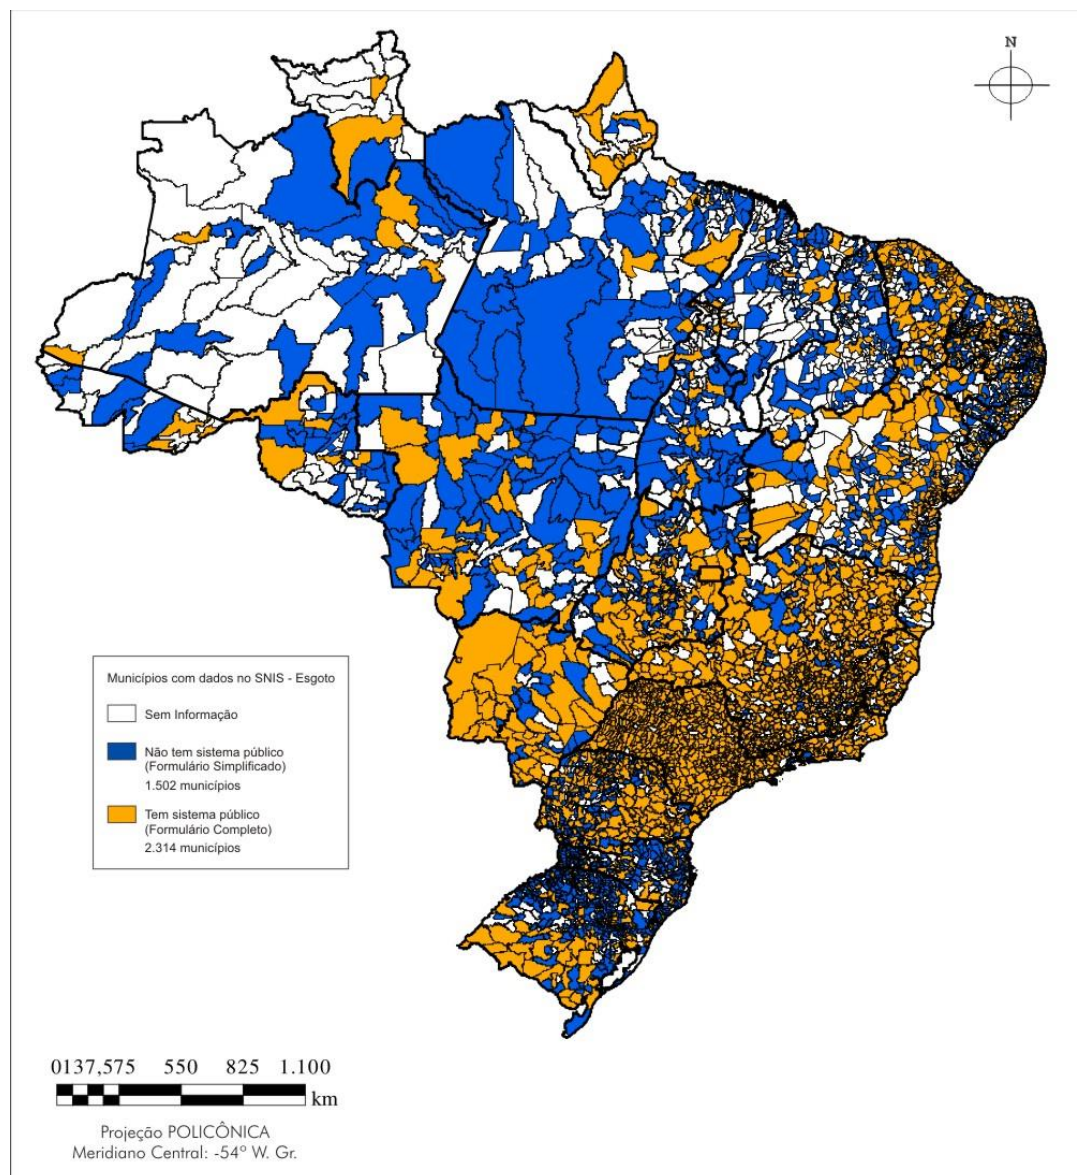 N
Municípios com dados no SNIS - Esgoto
Sem Informação
Não tem sistema público
(Formulário Simplificado)
1.502 municípios
Tem sistema público
(Formulário Completo)
2.314 municípios
0137,575 550 825 1.100
km
Projeção POLICÔNICA
Meridiano Central: -54º W. Gr.